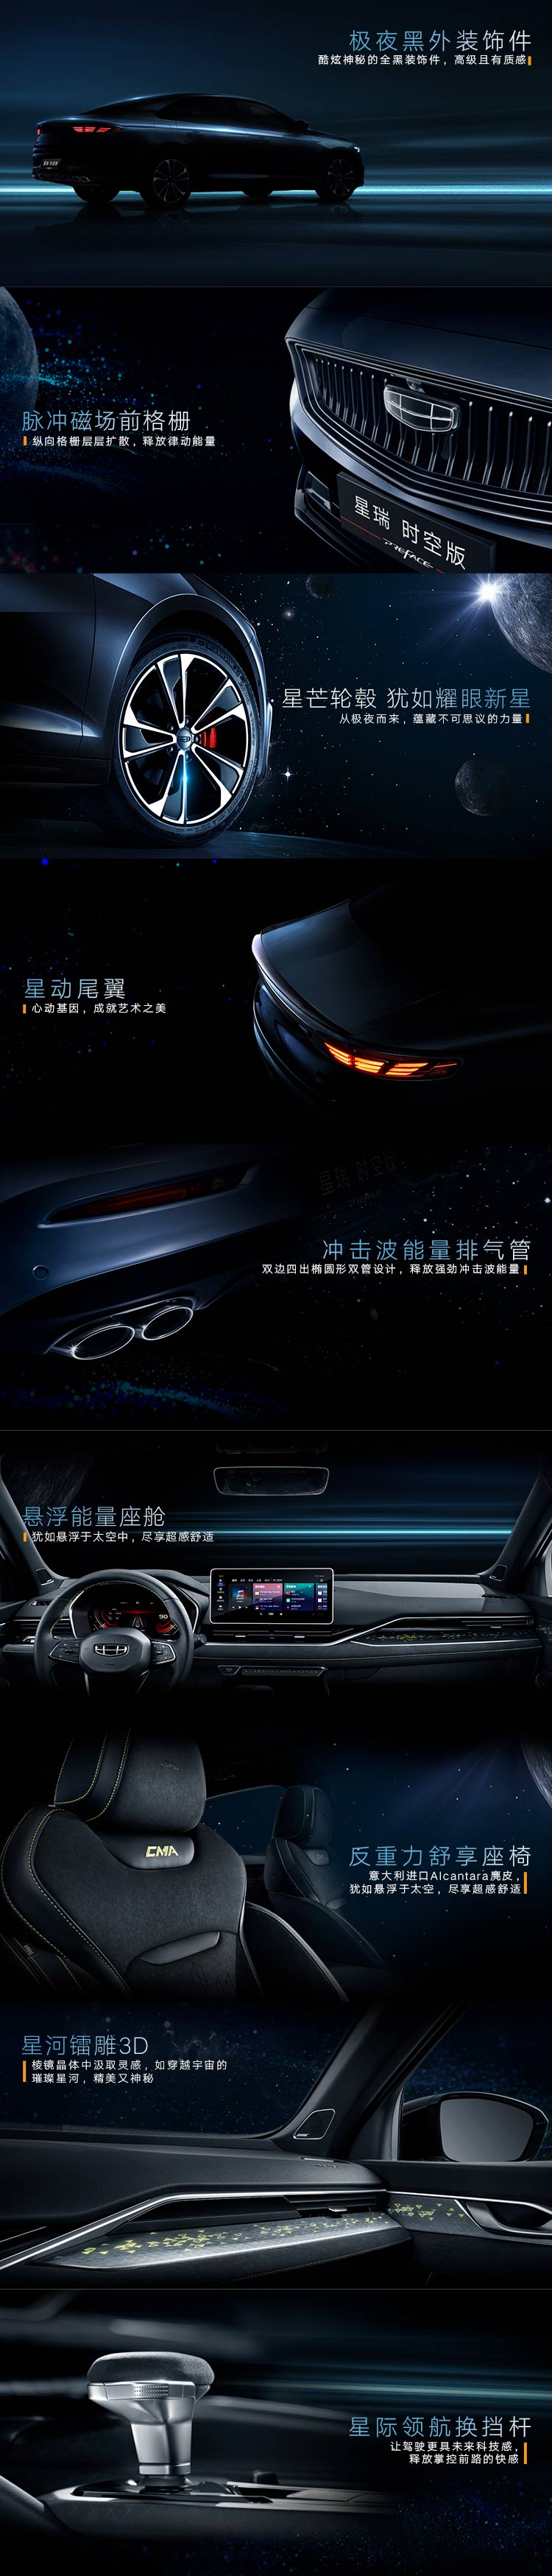 极夜黑外装饰件
酷炫神秘的全黑装饰件，高级且有质感
脉冲磁场前格栅
纵向格栅层层扩散，释放律动能量
星瑞 时空版
PREFACE
星芒轮毂 犹如耀眼新星
从极夜而来，蕴藏不可思议的力量
星动尾翼
心动基因，成就艺术之美
星瑞 时空版
冲击波能量排气管
双边四出椭圆形双管设计，释放强劲冲击波能量
悬浮能量座舱
犹如悬浮于太空中，尽享超感舒适
90
CMA
反重力舒享座椅
意大利进口Alcantara麂皮，
犹如悬浮于太空，尽享超感舒适
星河镭雕3D
棱镜晶体中汲取灵感，如穿越宇宙的
璀璨星河，精美又神秘
星际领航换挡杆
让驾驶更具未来科技感，
释放掌控前路的快感